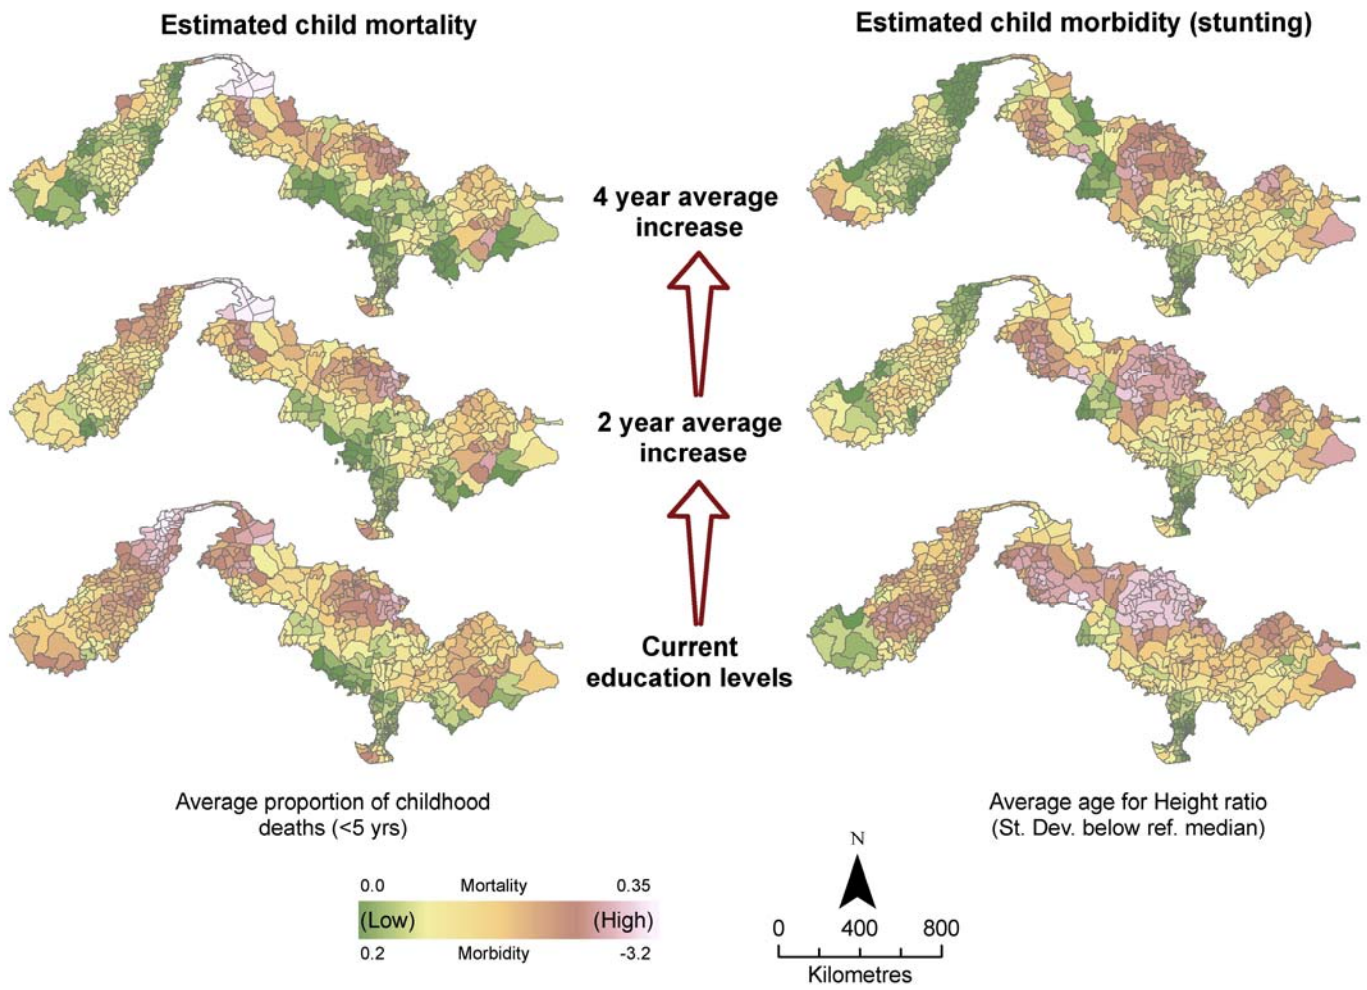 Estimated child mortality
Estimated child morbidity (stunting)
4 year average
increase
2 year average
increase
Current
education levels
Average proportion of childhood
deaths (<5 yrs)
Average age for Height ratio
(St. Dev. below ref. median)
0.0 Mortality 0.35
(Low) (High)
0.2 Morbidity -3.2
N
0 400 800
Kilometres